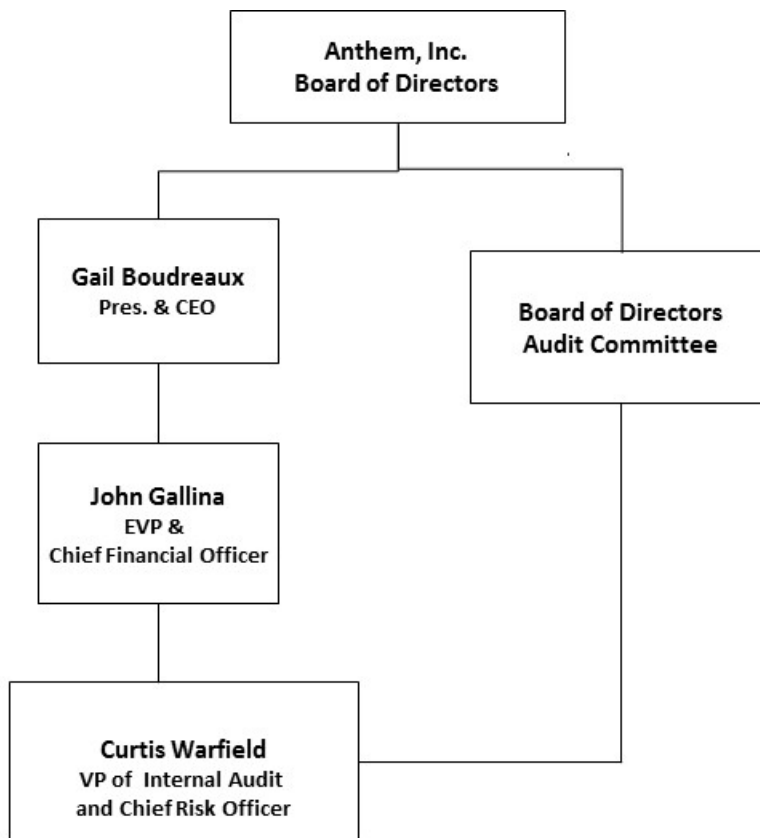 Anthem, Inc.
Board of Directors
Gail Boudreaux
Pres. & CEO
Board of Directors
Audit Committee
John Gallina
EVP &
Chief Financial Officer
Curtis Warfield
VP of Internal Audit
and Chief Risk Officer